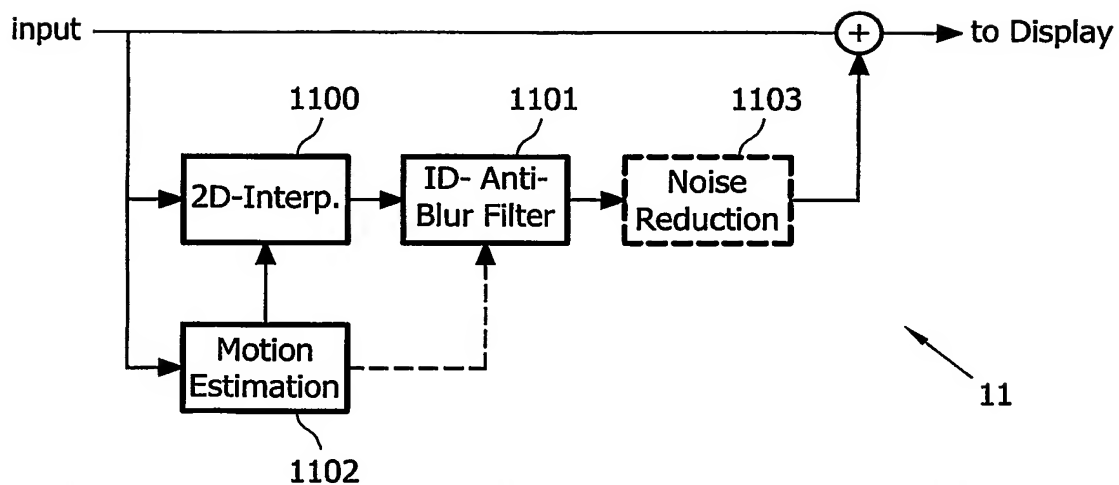 input
+
to Display
1100
1101
1103
2D-Interp.
ID- Anti-
Blur Filter
Noise
Reduction
Motion
Estimation
1102
11